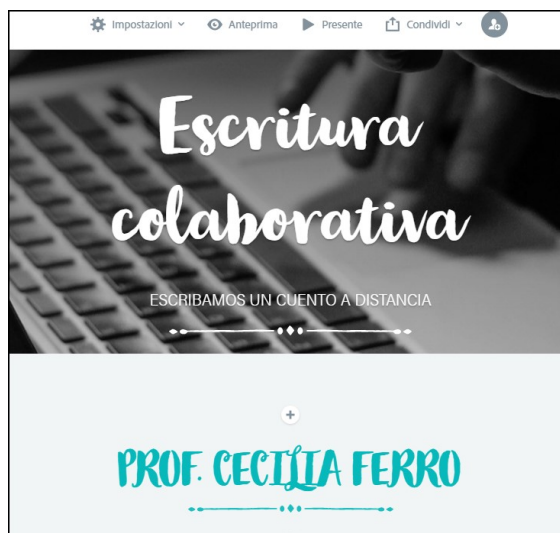 Impostazioni Anteprima Presente Condividi
Escritura
colaborativa
ESCRIBAMOS UN CUENTO A DISTANCIA
PROF. CECILIA FERRO